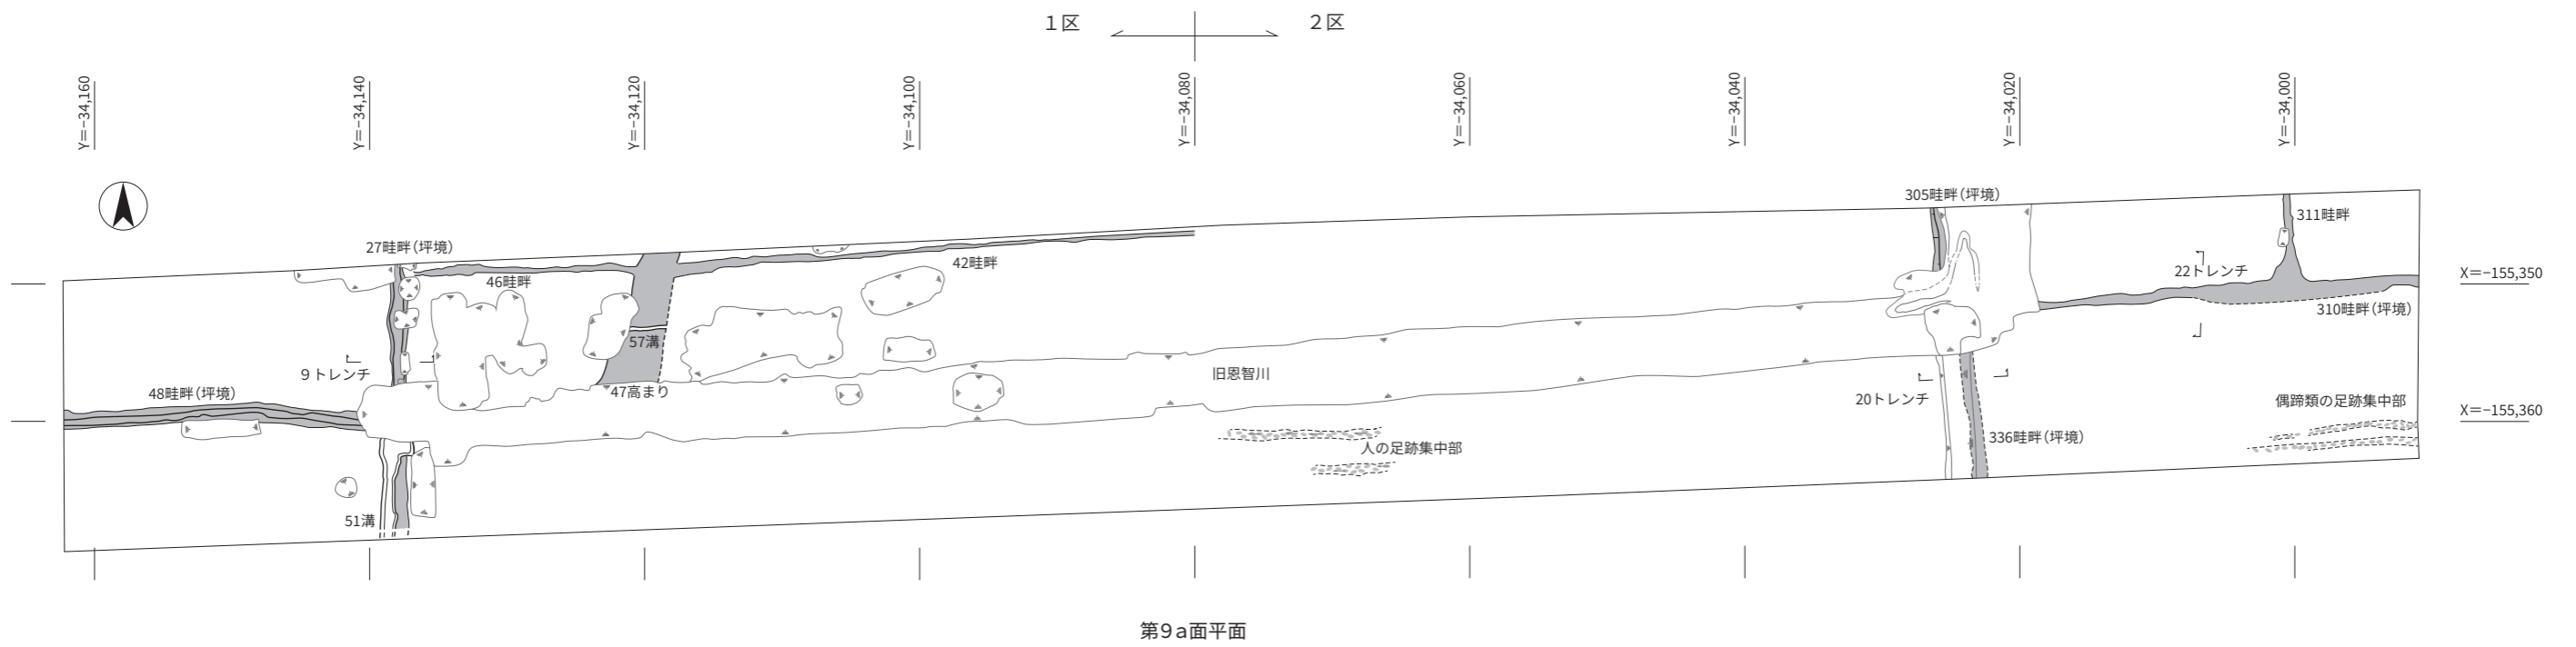 １区
２区
Y＝−34,160
Y＝−34,140
Y＝−34,120
Y＝−34,100
Y＝−34,080
Y＝−34,060
Y＝−34,040
Y＝−34,020
Y＝−34,000
305畦畔（坪境）
311畦畔
27畦畔（坪境）
42畦畔
22トレンチ
X＝−155,350
46畦畔
310畦畔（坪境）
57溝
９トレンチ
旧恩智川
48畦畔（坪境）
47高まり
20トレンチ
偶蹄類の足跡集中部
X＝−155,360
336畦畔（坪境）
人の足跡集中部
51溝
第９a面平面